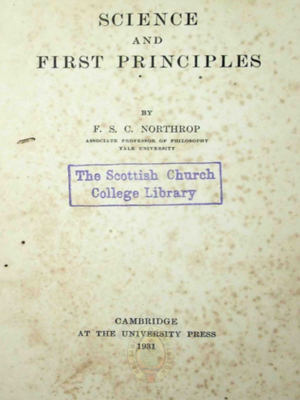 SCIENCE
AND
FIRST PRINCIPLES
BY
F. S. C. NORTHROP
ASSOCIATE PROFESSOR OF PHILOSOPHY
YALE UNIVERSITY
The Scottish Church
College Library
CAMBRIDGE
AT THE UNIVERSITY PRESS
1931